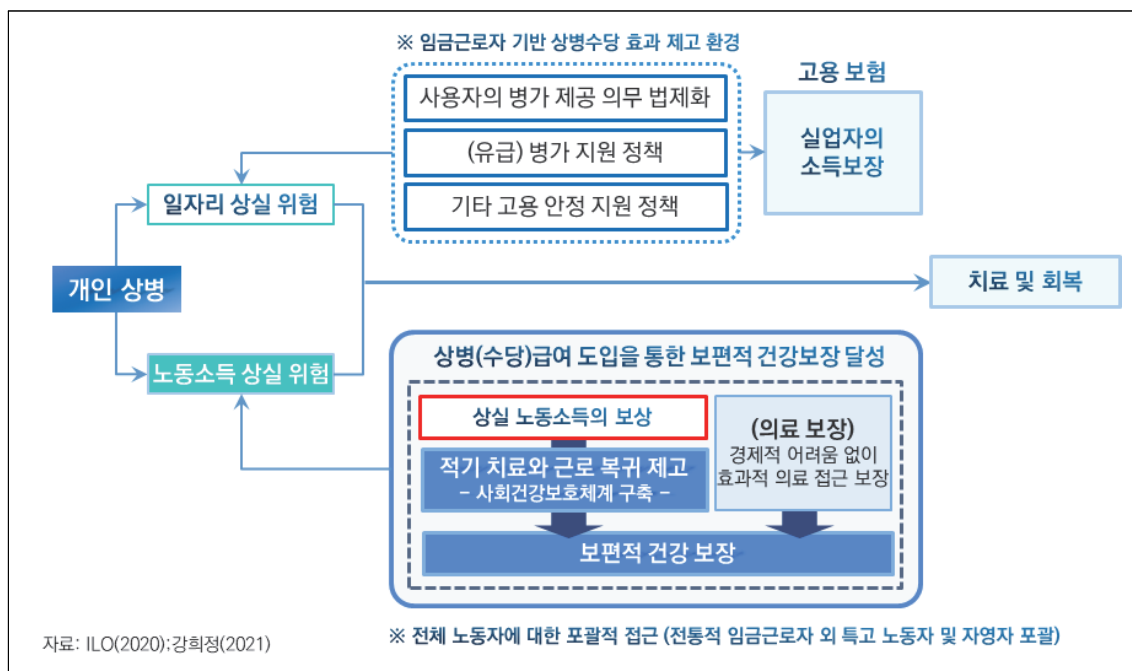 ※ 임금근로자 기반 상병수당 효과 제고 환경
사용자의 병가 제공 의무 법제화
(유급) 병가 지원 정책
기타 고용 안정 지원 정책
고용 보험
실업자의
소득보장
일자리 상실 위험
개인 상병
노동소득 상실 위험
치료 및 회복
상병(수당)급여 도입을 통한 보편적 건강보장 달성
상실 노동소득의 보상
적기 치료와 근로 복귀 제고
– 사회건강보호체계 구축 –
(의료 보장)
경제적 어려움 없이
효과적 의료 접근 보장
보편적 건강 보장
자료: ILO(2020);강희정(2021)
※ 전체 노동자에 대한 포괄적 접근 (전통적 임금근로자 외 특고 노동자 및 자영자 포괄)